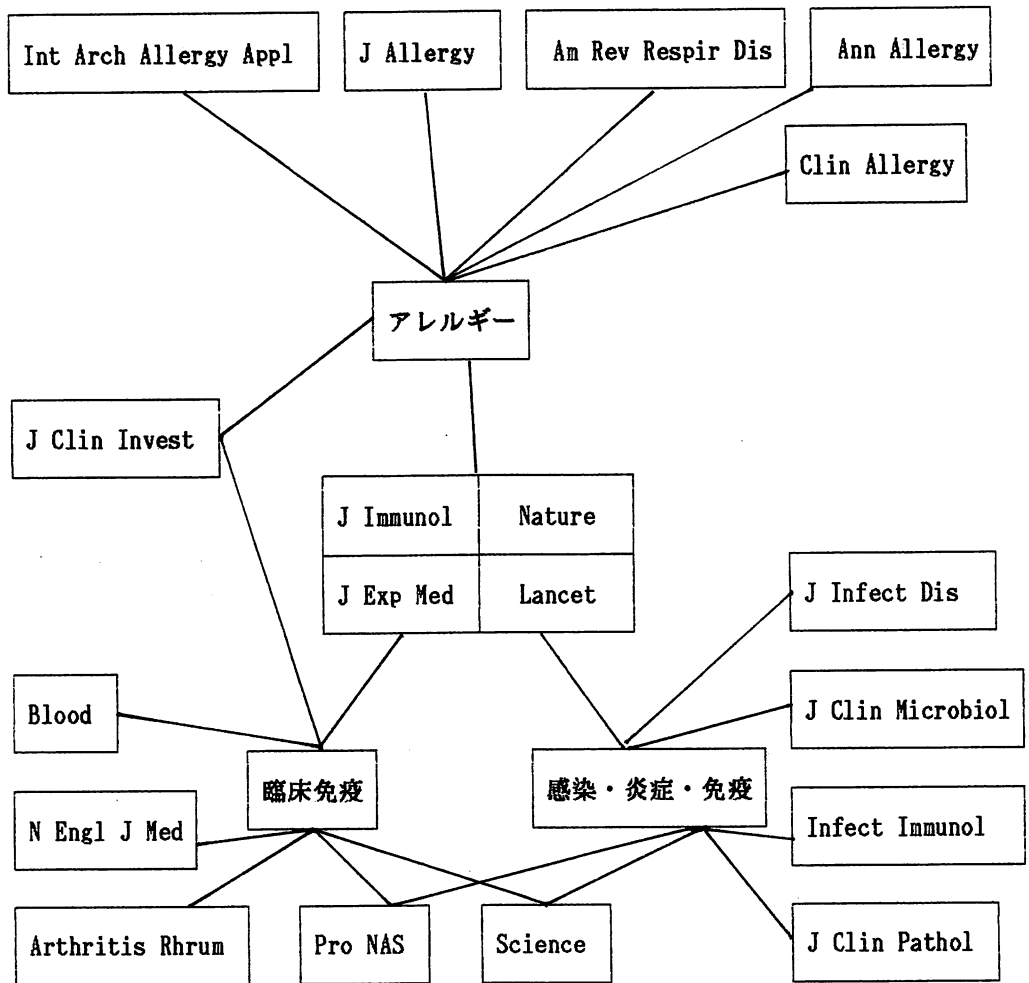 Int Arch Allergy Appl
J Allergy
Am Rev Respir Dis
Ann Allergy
Clin Allergy
アレルギー
J Clin Invest
J Immunol
Nature
J Exp Med
Lancet
J Infect Dis
J Clin Microbiol
Blood
臨床免疫
感染・炎症・免疫
N Engl J Med
Infect Immunol
Arthritis Rhrum
Pro NAS
Science
J Clin Pathol